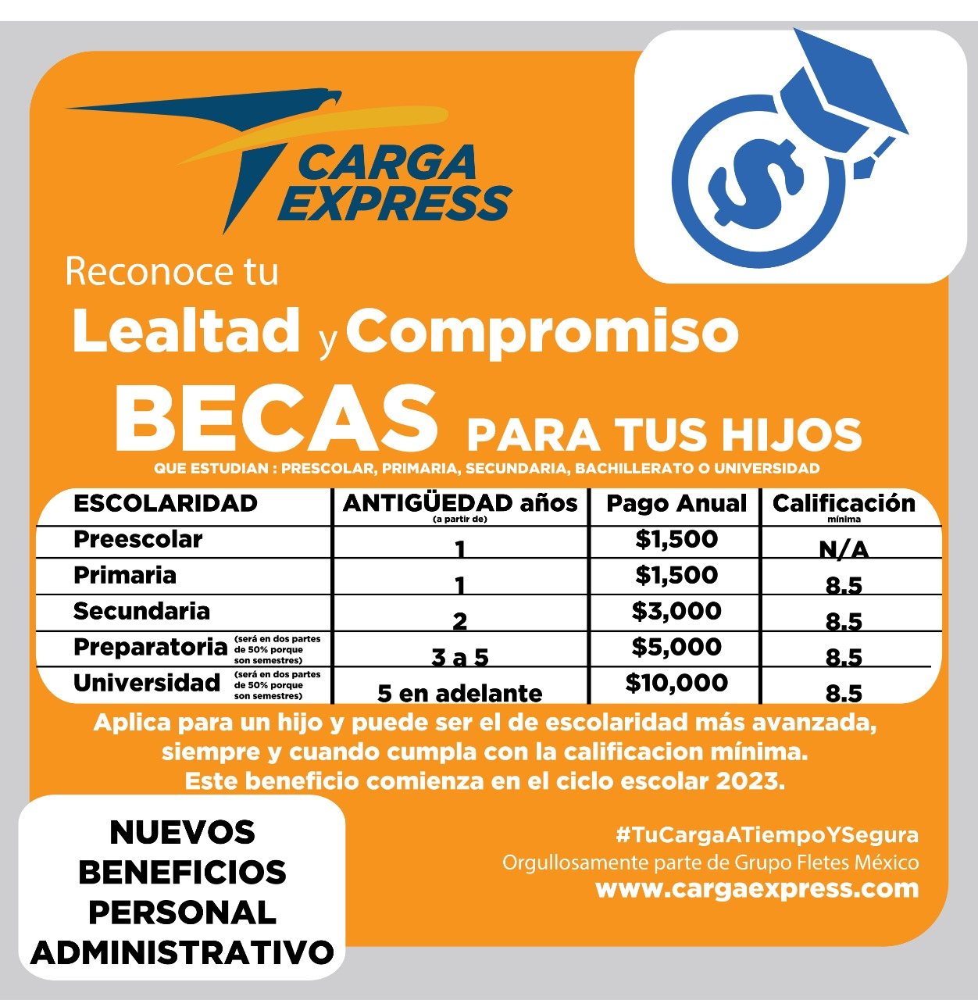 CARGA
EXPRESS
Reconoce tu
Lealtad y Compromiso
BECAS PARA TUS HIJOS
QUE ESTUDIAN : PRESCOLAR, PRIMARIA, SECUNDARIA, BACHILLERATO O UNIVERSIDAD
ESCOLARIDAD ANTIGÜEDAD años (a partir de) Pago Anual Calificación mínima
Preescolar 1 $1,500 N/A
Primaria 1 $1,500 8.5
Secundaria 2 $3,000 8.5
Preparatoria (será en dos partes de 50% porque son semestres) 3 a 5 $5,000 8.5
Universidad (será en dos partes de 50% porque son semestres) 5 en adelante $10,000 8.5
Aplica para un hijo y puede ser el de escolaridad más avanzada,
siempre y cuando cumpla con la calificacion mínima.
Este beneficio comienza en el ciclo escolar 2023.
NUEVOS
BENEFICIOS
PERSONAL
ADMINISTRATIVO
#TuCargaATiempoYSegura
Orgullosamente parte de Grupo Fletes México
www.cargaexpress.com